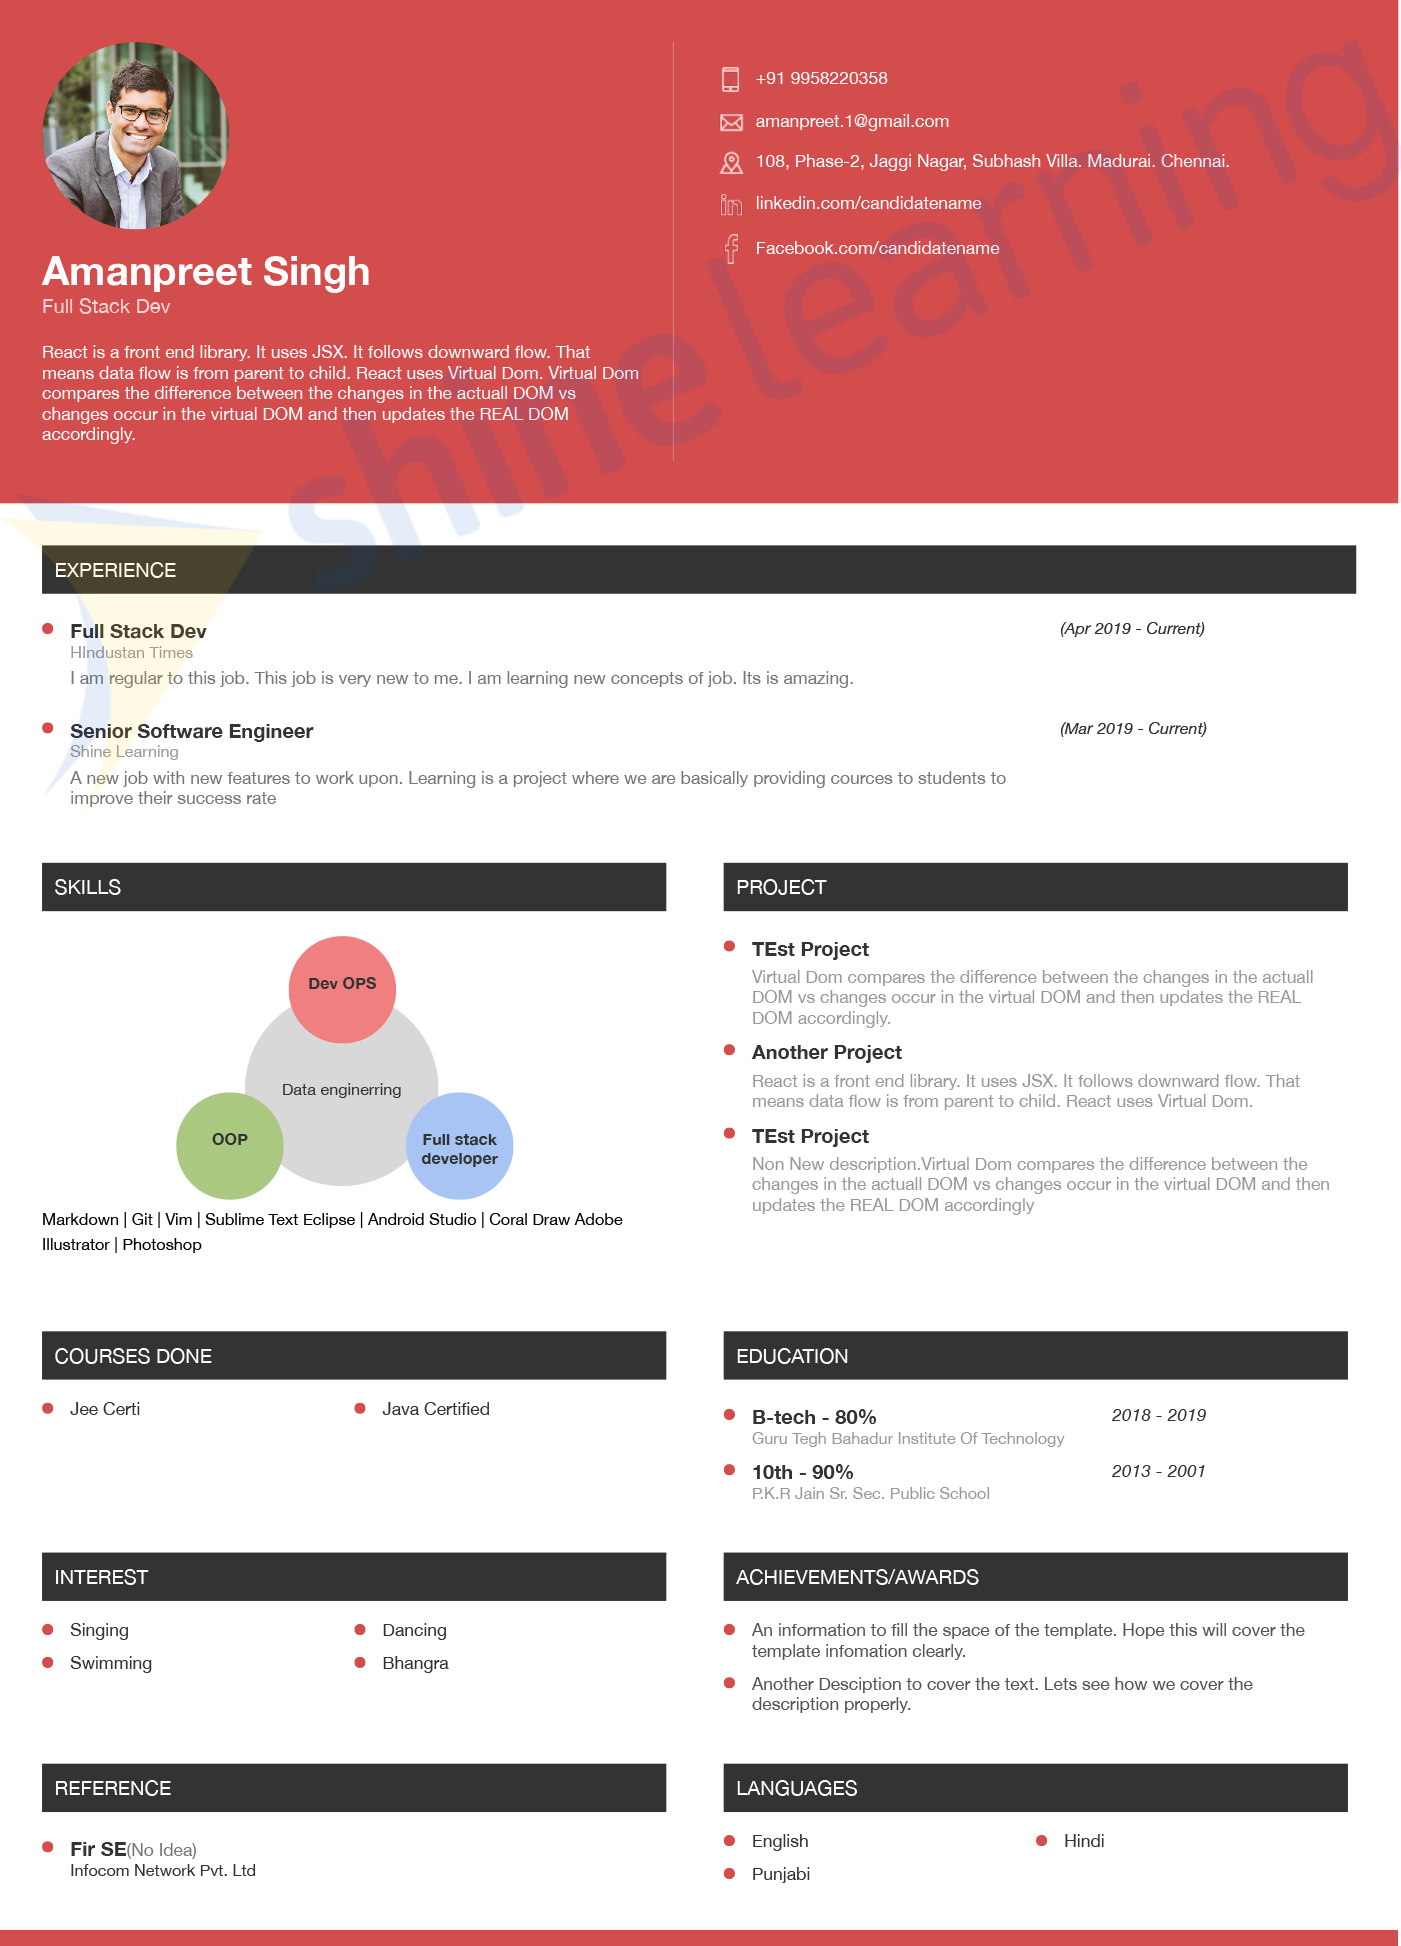 Amanpreet Singh
Full Stack Dev
React is a front end library. It uses JSX. It follows downward flow. That
means data flow is from parent to child. React uses Virtual Dom. Virtual Dom
compares the difference between the changes in the actuall DOM vs
changes occur in the virtual DOM and then updates the REAL DOM
accordingly.
+91 9958220358
amanpreet.1@gmail.com
108, Phase-2, Jaggi Nagar, Subhash Villa. Madurai. Chennai.
linkedin.com/candidatename
Facebook.com/candidatename
shine learning
EXPERIENCE
Full Stack Dev
(Apr 2019 - Current)
HIndustan Times
I am regular to this job. This job is very new to me. I am learning new concepts of job. Its is amazing.
Senior Software Engineer
(Mar 2019 - Current)
Shine Learning
A new job with new features to work upon. Learning is a project where we are basically providing cources to students to
improve their success rate
SKILLS
Dev OPS
Data enginerring
OOP
Full stack
developer
Markdown | Git | Vim | Sublime Text Eclipse | Android Studio | Coral Draw Adobe
Illustrator | Photoshop
PROJECT
TEst Project
Virtual Dom compares the difference between the changes in the actuall
DOM vs changes occur in the virtual DOM and then updates the REAL
DOM accordingly.
Another Project
React is a front end library. It uses JSX. It follows downward flow. That
means data flow is from parent to child. React uses Virtual Dom.
TEst Project
Non New description.Virtual Dom compares the difference between the
changes in the actuall DOM vs changes occur in the virtual DOM and then
updates the REAL DOM accordingly
COURSES DONE
Jee Certi
Java Certified
EDUCATION
B-tech - 80%
2018 - 2019
Guru Tegh Bahadur Institute Of Technology
10th - 90%
2013 - 2001
P.K.R Jain Sr. Sec. Public School
INTEREST
Singing
Dancing
Swimming
Bhangra
ACHIEVEMENTS/AWARDS
An information to fill the space of the template. Hope this will cover the
template infomation clearly.
Another Desciption to cover the text. Lets see how we cover the
description properly.
REFERENCE
Fir SE(No Idea)
Infocom Network Pvt. Ltd
LANGUAGES
English
Hindi
Punjabi